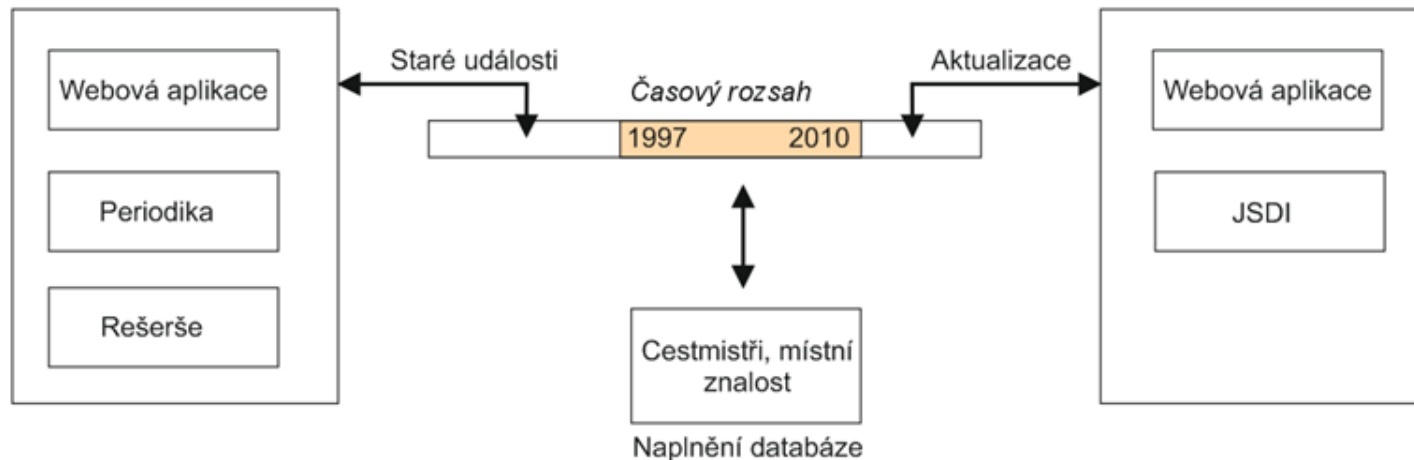 Webová aplikace
Periodika
Rešerše
Staré události
Časový rozsah
1997 2010
Cestmistři, místní
znalost
Naplnění databáze
Aktualizace
Webová aplikace
JSDI